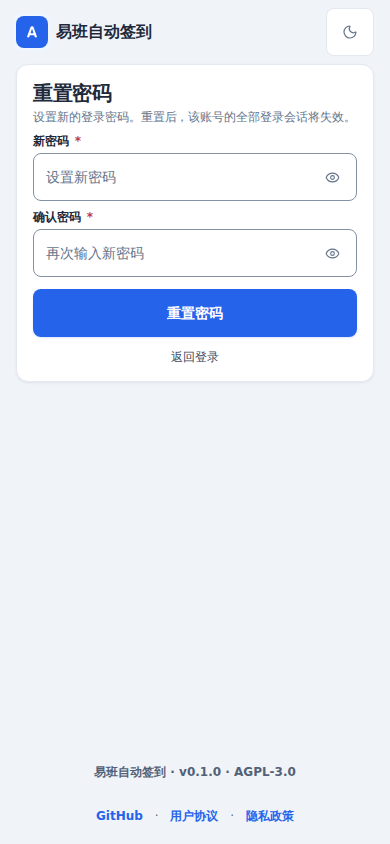 A 易班自动签到
重置密码
设置新的登录密码。重置后，该账号的全部登录会话将失效。
新密码 *
设置新密码
确认密码 *
再次输入新密码
重置密码
返回登录
易班自动签到 · v0.1.0 · AGPL-3.0
GitHub · 用户协议 · 隐私政策